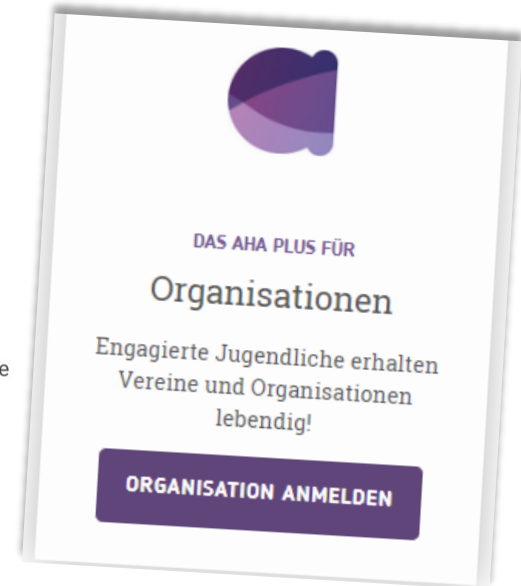 DAS AHA PLUS FÜR
Organisationen
Engagierte Jugendliche erhalten
Vereine und Organisationen
lebendig!
ORGANISATION ANMELDEN
e